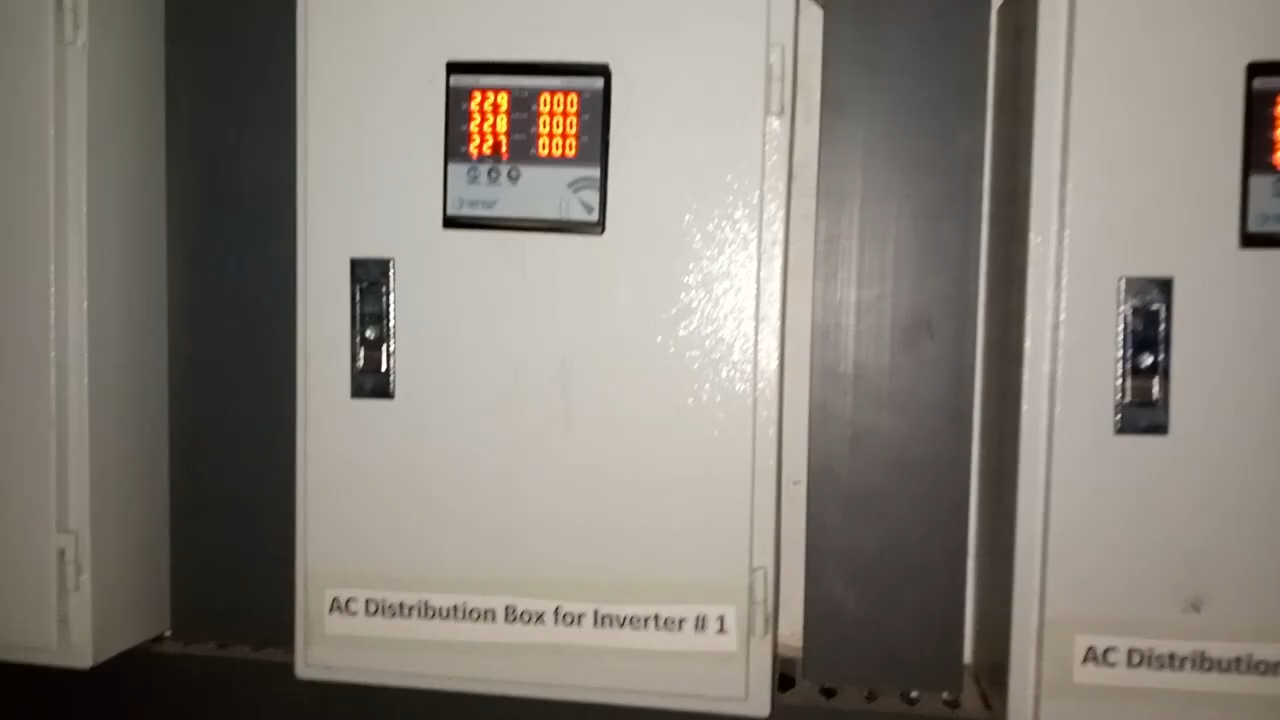 229 000
228 000
227 000
AC Distribution Box for Inverter # 1
AC Distribution